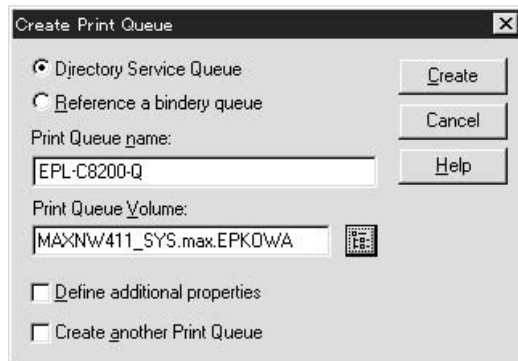 Create Print Queue
Directory Service Queue
Reference a bindery queue
Print Queue name:
EPL-C8200-Q
Print Queue Volume:
MAXNW411_SYS.max.EPKOWA
Define additional properties
Create another Print Queue
Create
Cancel
Help